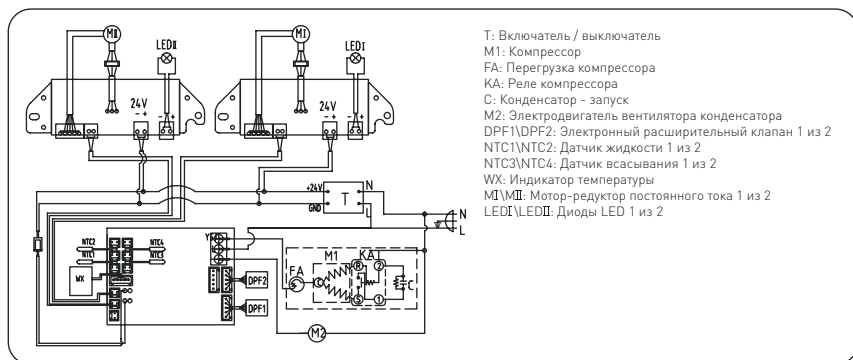 MⅡ
LEDⅡ
MⅠ
LEDⅠ
24V
- +
- +
24V
- +
- +
+24V
GND
T
N
L
N
L
NTC2
NTC4
NTC1
NTC3
WX
DPF2
DPF1
FA
M1
KA
C
R
2
S
1
C
M2
T: Включатель / выключатель
M1: Компрессор
FA: Перегрузка компрессора
KA: Реле компрессора
C: Конденсатор - запуск
M2: Электродвигатель вентилятора конденсатора
DPF1\DPF2: Электронный расширительный клапан 1 из 2
NTC1\NTC2: Датчик жидкости 1 из 2
NTC3\NTC4: Датчик всасывания 1 из 2
WX: Индикатор температуры
MⅠ\MⅡ: Мотор-редуктор постоянного тока 1 из 2
LEDⅠ\LEDⅡ: Диоды LED 1 из 2